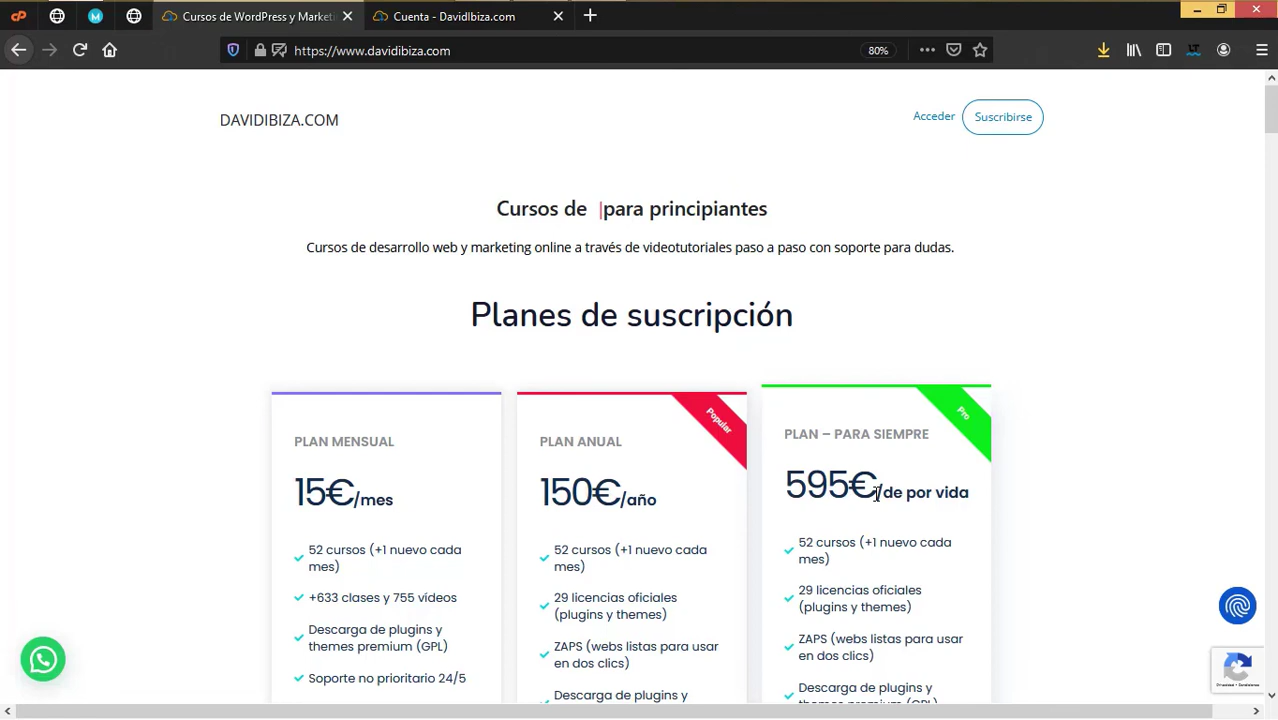 Cursos de WordPress y Market
Cuenta - DavidIbiza.com
https://www.davidibiza.com
80%
DAVIDIBIZA.COM
Acceder
Suscribirse
Cursos de |para principiantes
Cursos de desarrollo web y marketing online a través de videotutoriales paso a paso con soporte para dudas.
Planes de suscripción
PLAN MENSUAL
15€/mes
52 cursos (+1 nuevo cada
mes)
+633 clases y 755 vídeos
Descarga de plugins y
themes premium (GPL)
Soporte no prioritario 24/5
Popular
PLAN ANUAL
150€/año
52 cursos (+1 nuevo cada
mes)
29 licencias oficiales
(plugins y themes)
ZAPS (webs listas para usar
en dos clics)
Descarga de plugins y
Pro
PLAN – PARA SIEMPRE
595€/de por vida
52 cursos (+1 nuevo cada
mes)
29 licencias oficiales
(plugins y themes)
ZAPS (webs listas para usar
en dos clics)
Descarga de plugins y
themes premium (GPL)